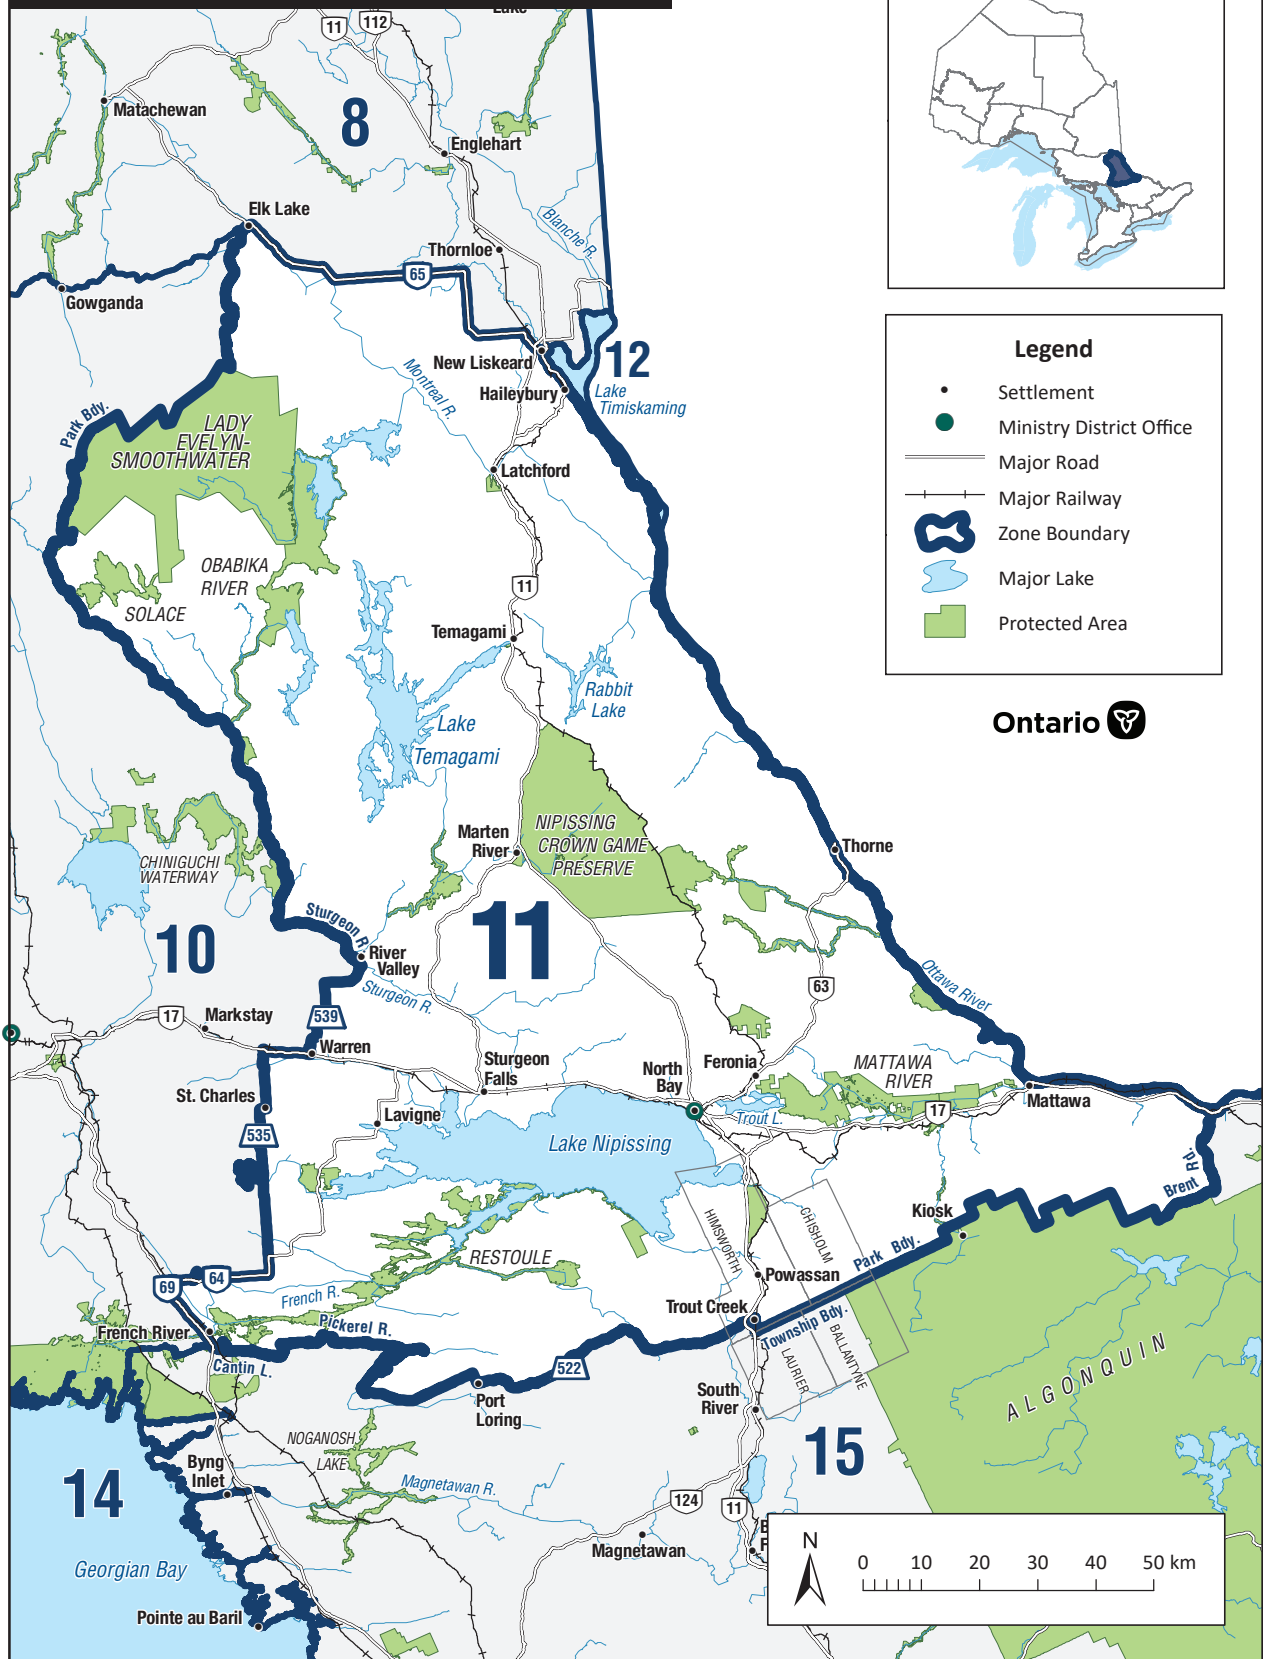 Lake
11
112
Matachewan
8
Englehart
Elk Lake
Blanche R.
Thornloe
65
Gowganda
New Liskeard
12
Haileybury
Lake
Timiskaming
Montreal R.
Park Bdy.
LADY
EVELYN-
SMOOTHWATER
Latchford
OBABIKA
RIVER
11
SOLACE
Temagami
Rabbit
Lake
Lake
Temagami
NIPISSING
CROWN GAME
PRESERVE
Marten
River
Thorne
CHINIGUCHI
WATERWAY
10
11
Sturgeon R.
River
Valley
Sturgeon R.
Ottawa River
63
539
17
Markstay
Warren
Sturgeon
Falls
North
Bay
Feronia
MATTAWA
RIVER
St. Charles
Lavigne
Trout L.
17
Mattawa
535
Lake Nipissing
Brent Rd.
Kiosk
HIMSWORTH
CHISHOLM
Park Bdy.
RESTOULE
Powassan
64
69
French R.
Trout Creek
Pickerel R.
French River
Township Bdy.
Cantin L.
522
LAURIER
BALLANTYNE
Port
Loring
South
River
ALGONQUIN
NOGANOSH
LAKE
15
Byng
Inlet
14
Magnetawan R.
124
11
Magnetawan
Georgian Bay
Pointe au Baril
Legend
Settlement
Ministry District Office
Major Road
Major Railway
Zone Boundary
Major Lake
Protected Area
Ontario
N
0 10 20 30 40 50 km